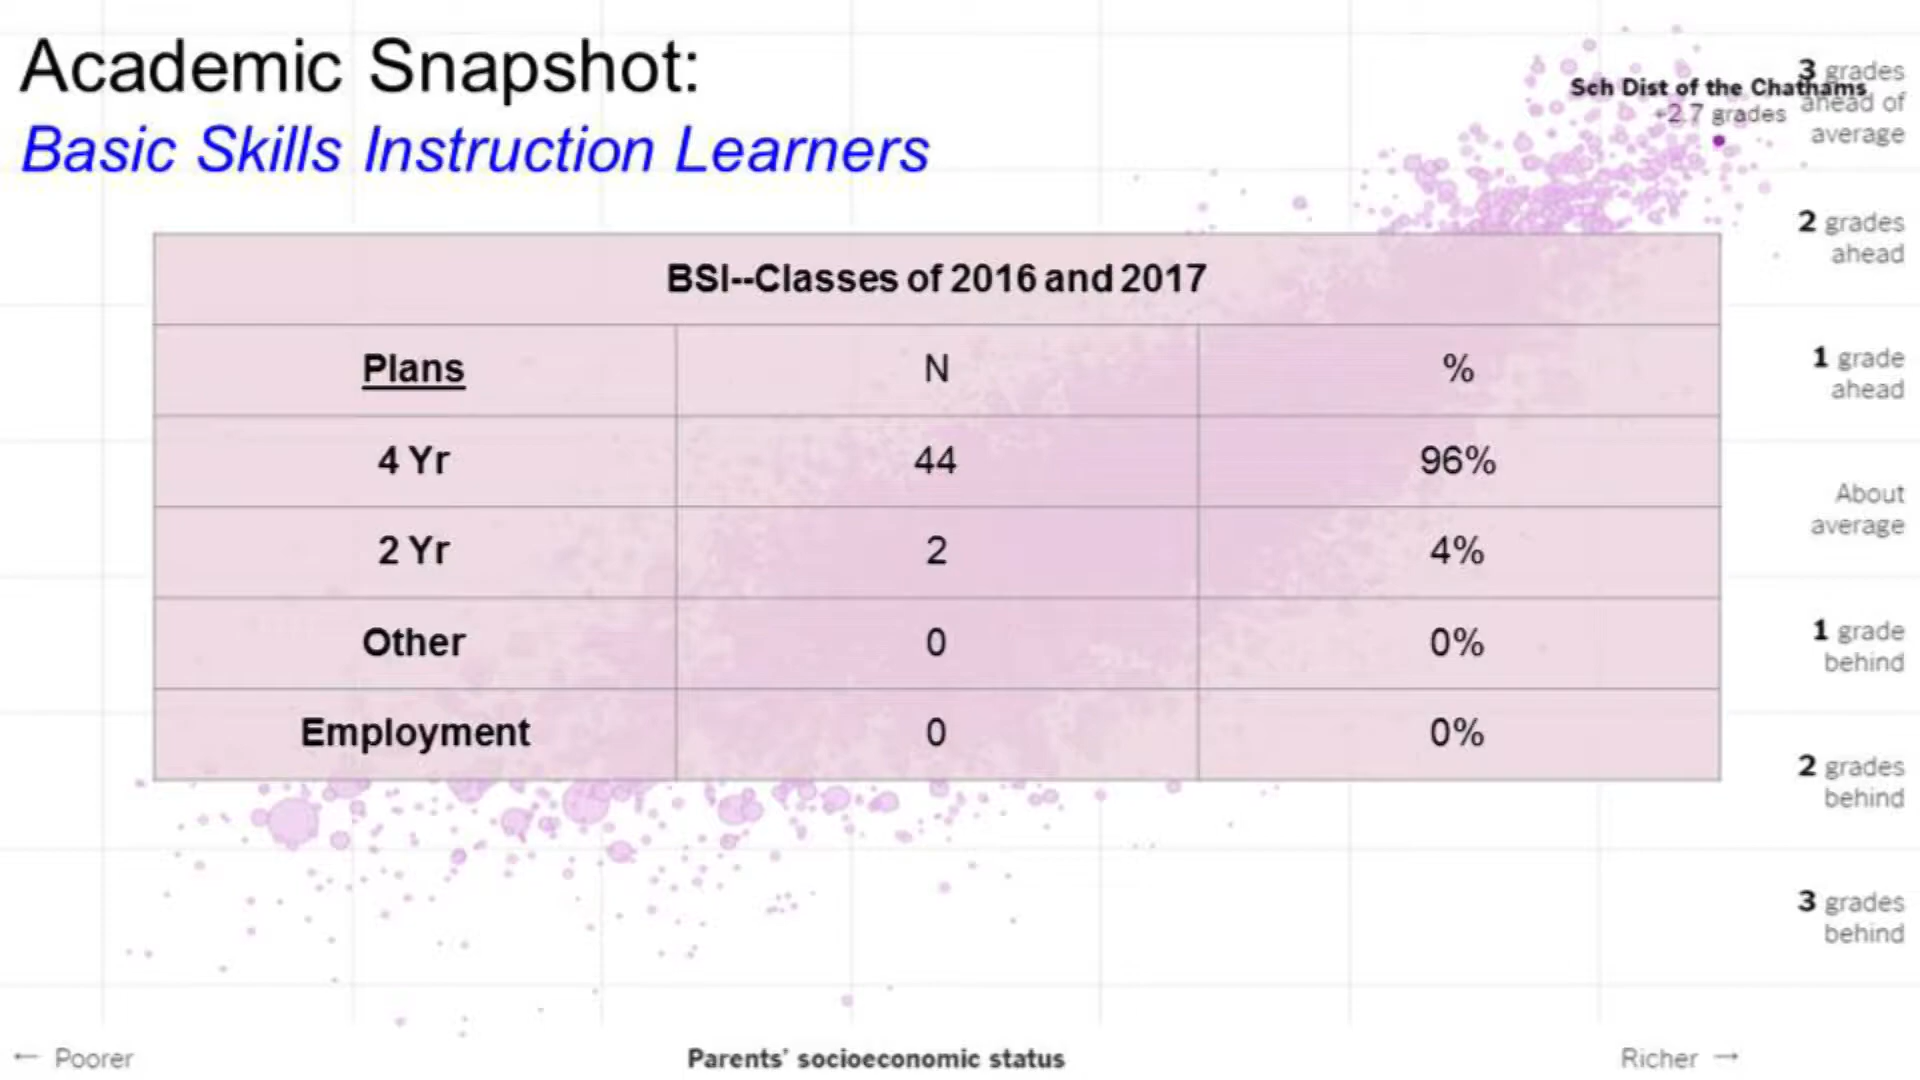 Academic Snapshot:
Basic Skills Instruction Learners
Sch Dist of the Chathams
+2.7 grades
3 grades
ahead of
average
2 grades
ahead
1 grade
ahead
About
average
1 grade
behind
2 grades
behind
3 grades
behind
BSI--Classes of 2016 and 2017
Plans N %
4 Yr 44 96%
2 Yr 2 4%
Other 0 0%
Employment 0 0%
← Poorer Parents’ socioeconomic status Richer →